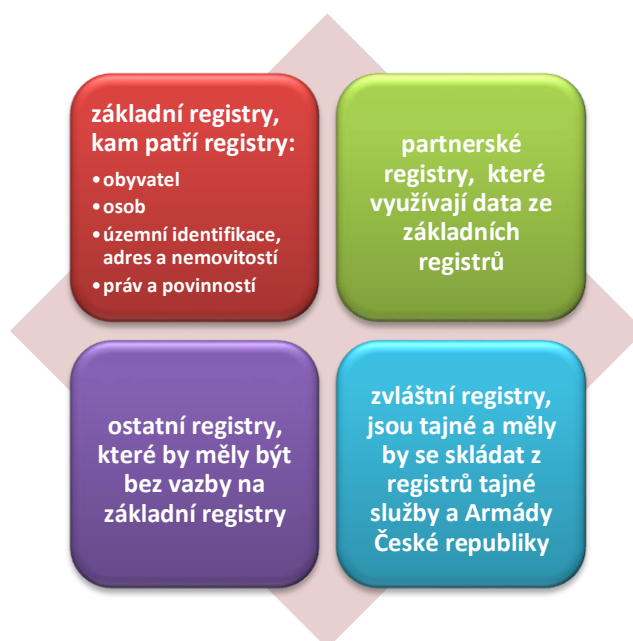 základní registry,
kam patří registry:
•obyvatel
•osob
•územní identifikace,
adres a nemovitostí
•práv a povinností
partnerské
registry,  které
využívají data ze
základních
registrů
ostatní registry,
které by měly být
bez vazby na
základní registry
zvláštní registry,
jsou tajné a měly
by se skládat z
registrů tajné
služby a Armády
České republiky